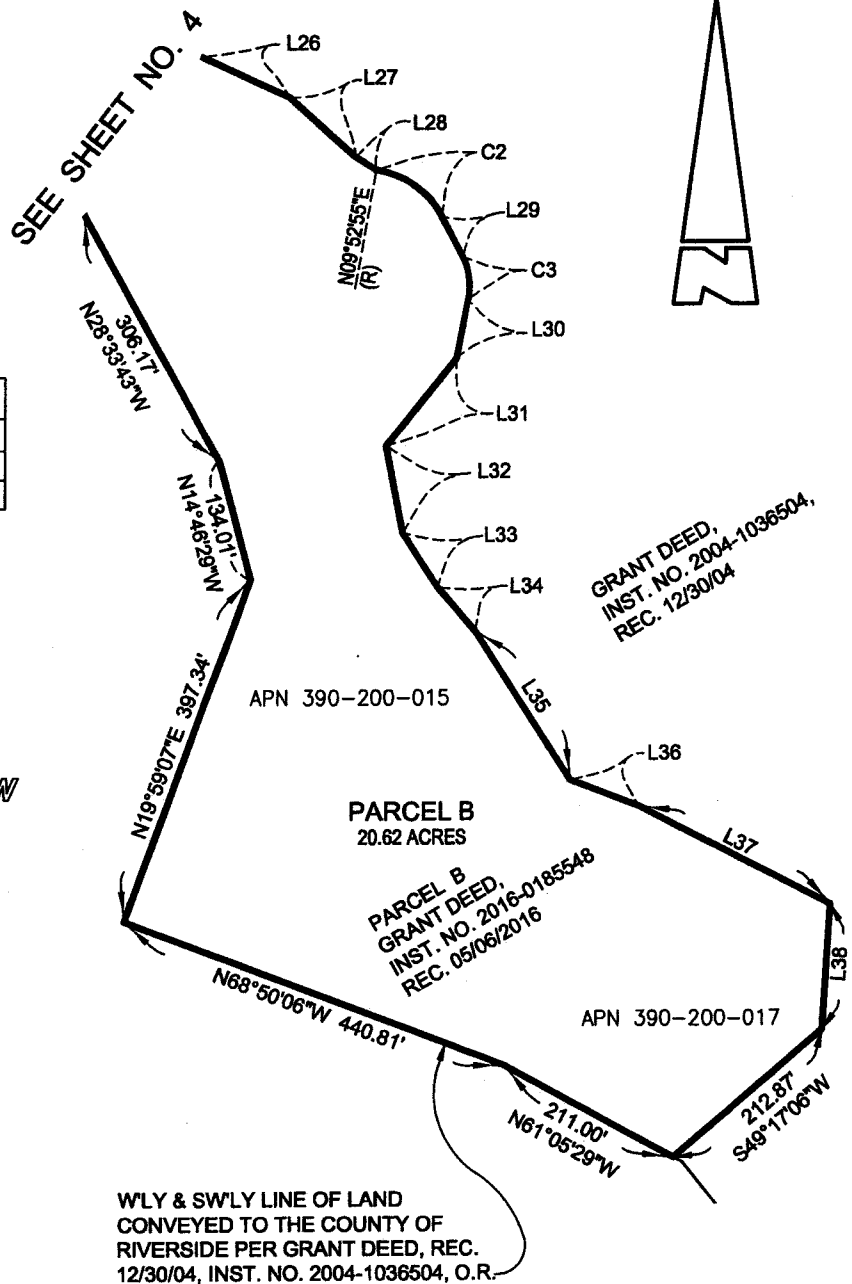 SEE SHEET NO. 4
L26
L27
L28
C2
N09°52'55"E
(R)
L29
C3
L30
L31
L32
L33
L34
L35
L36
L37
L38
N
306.17'
N28°33'43"W
134.01'
N14°46'29"W
N19°59'07"E 397.34'
GRANT DEED,
INST. NO. 2004-1036504,
REC. 12/30/04
APN 390-200-015
W
PARCEL B
20.62 ACRES
PARCEL B
GRANT DEED,
INST. NO. 2016-0185548
REC. 05/06/2016
APN 390-200-017
N68°50'06"W 440.81'
211.00'
N61°05'29"W
212.87'
S49°17'06"W
W'LY & SW'LY LINE OF LAND
CONVEYED TO THE COUNTY OF
RIVERSIDE PER GRANT DEED, REC.
12/30/04, INST. NO. 2004-1036504, O.R.